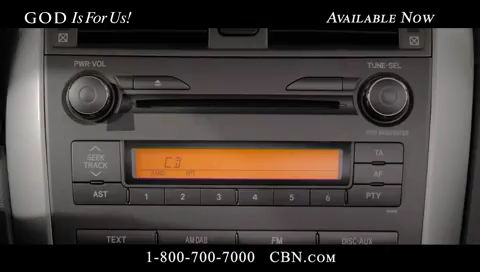 GOD Is For Us!
Available Now
PWR·VOL
TUNE·SEL
CD
SEEK
TRACK
TA
AF
AST
1 2 3 4 5 6
PTY
TEXT
AM·DAB
FM
DISC·AUX
1-800-700-7000 CBN.COM